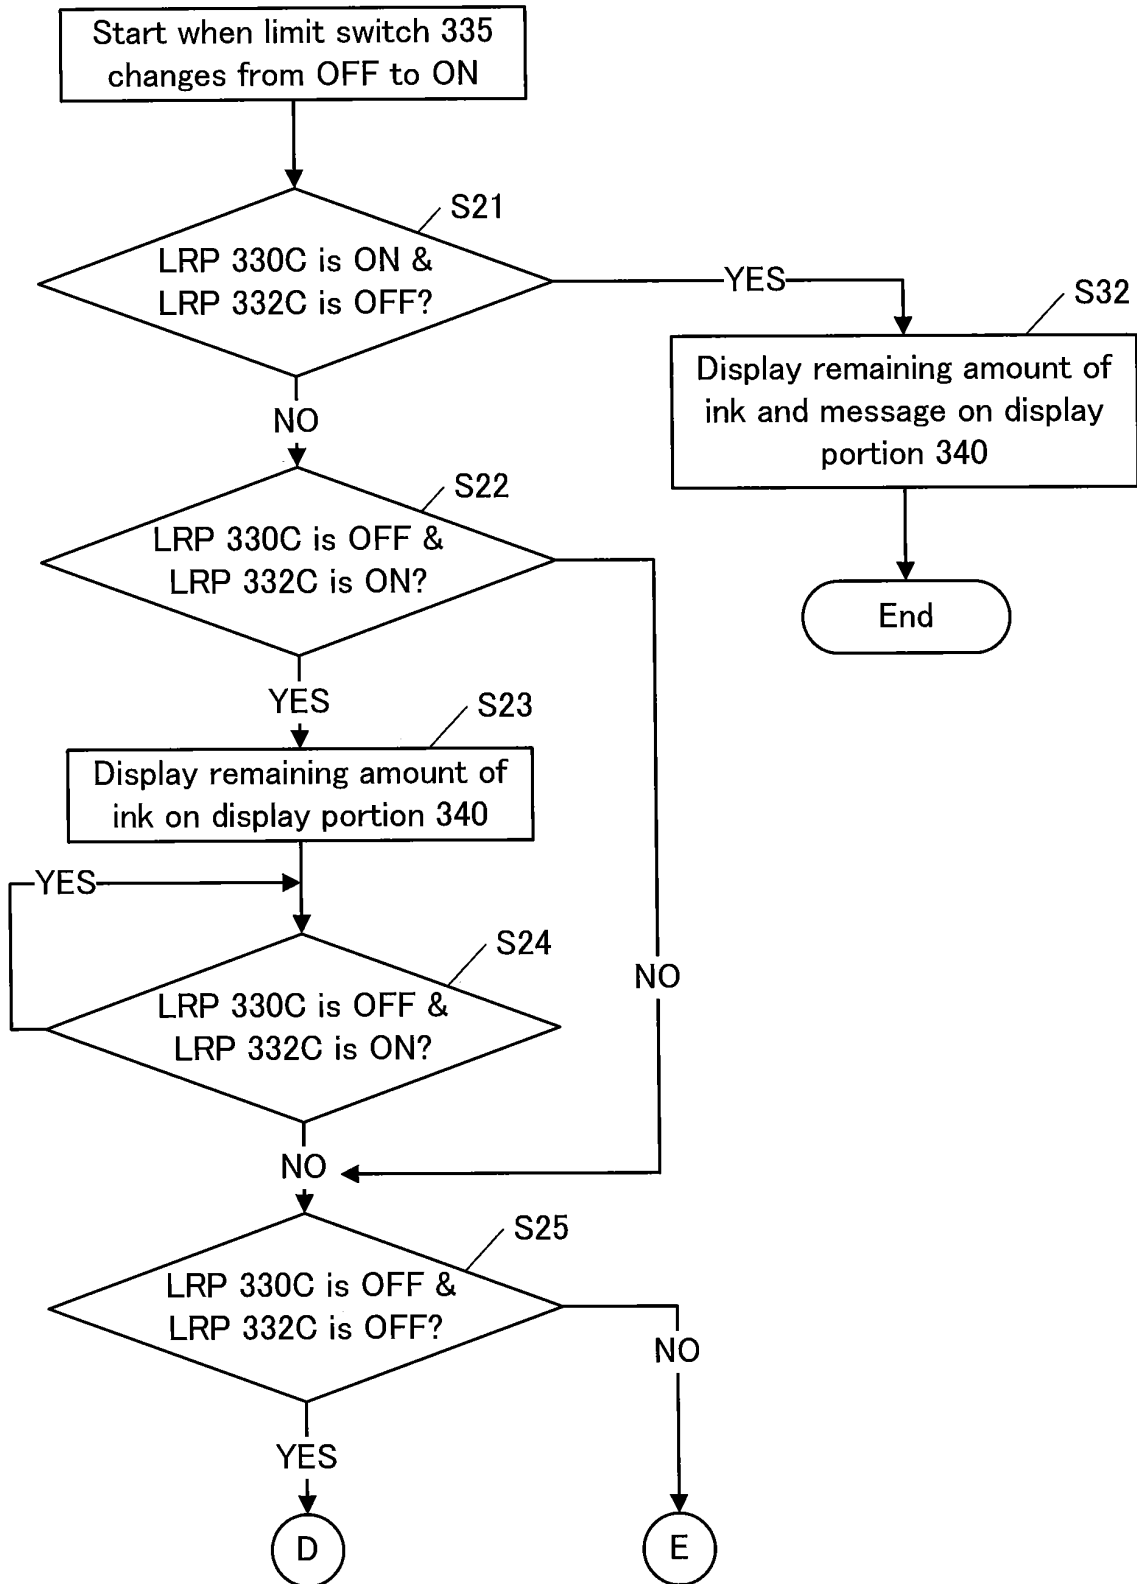 Start when limit switch 335
changes from OFF to ON
S21
LRP 330C is ON &
LRP 332C is OFF?
YES
S32
Display remaining amount of
ink and message on display
portion 340
End
NO
S22
LRP 330C is OFF &
LRP 332C is ON?
YES
S23
Display remaining amount of
ink on display portion 340
YES
S24
LRP 330C is OFF &
LRP 332C is ON?
NO
NO
S25
LRP 330C is OFF &
LRP 332C is OFF?
NO
YES
D
E